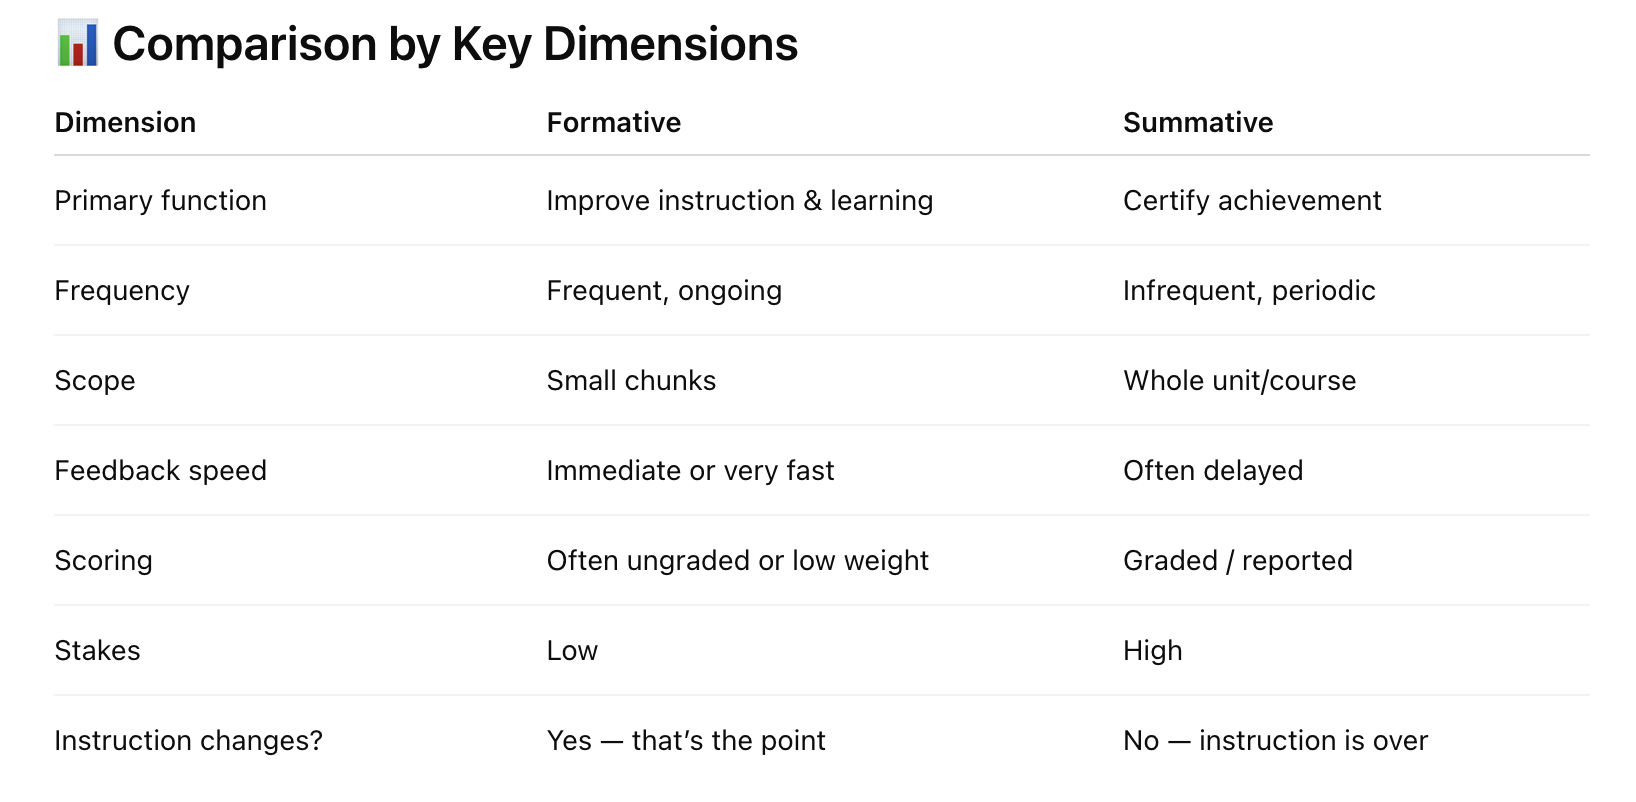 Comparison by Key Dimensions
Dimension Formative Summative
Primary function Improve instruction & learning Certify achievement
Frequency Frequent, ongoing Infrequent, periodic
Scope Small chunks Whole unit/course
Feedback speed Immediate or very fast Often delayed
Scoring Often ungraded or low weight Graded / reported
Stakes Low High
Instruction changes? Yes — that’s the point No — instruction is over